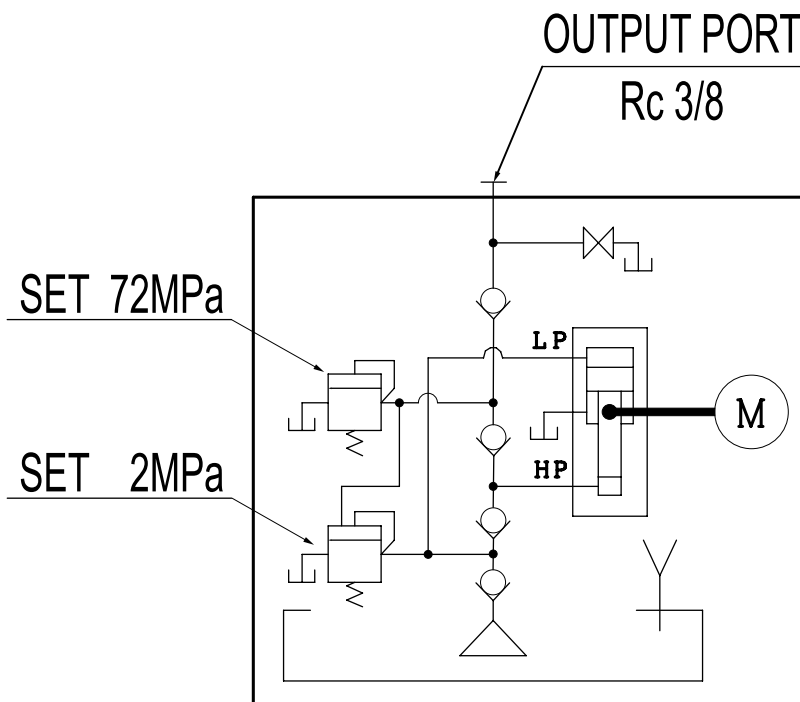 OUTPUT PORT
Rc 3/8
SET 72MPa
LP
M
SET 2MPa
HP